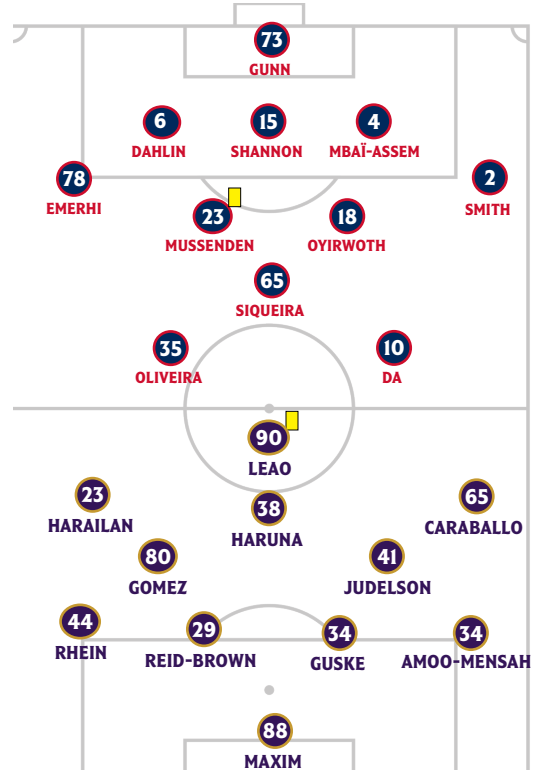 73
GUNN
6
DAHLIN
15
SHANNON
4
MBAÏ-ASSEM
78
EMERHI
2
SMITH
23
MUSSENDEN
18
OYIRWOTH
65
SIQUEIRA
35
OLIVEIRA
10
DA
90
LEAO
23
HARAILAN
38
HARUNA
65
CARABALLO
80
GOMEZ
41
JUDELSON
44
RHEIN
29
REID-BROWN
34
GUSKE
34
AMOO-MENSAH
88
MAXIM